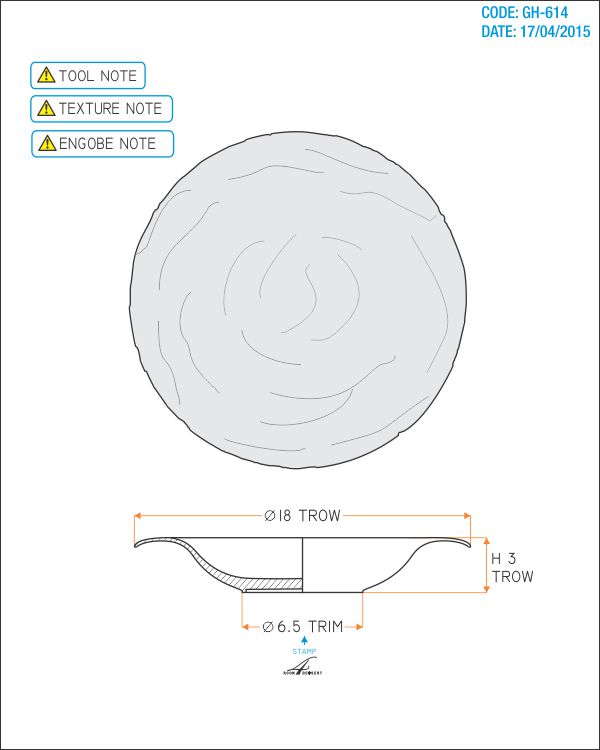 CODE: GH-614
DATE: 17/04/2015
TOOL NOTE
TEXTURE NOTE
ENGOBE NOTE
Ø18 TROW
H 3
TROW
Ø6.5 TRIM
STAMP
ROOM 4 DESSERT